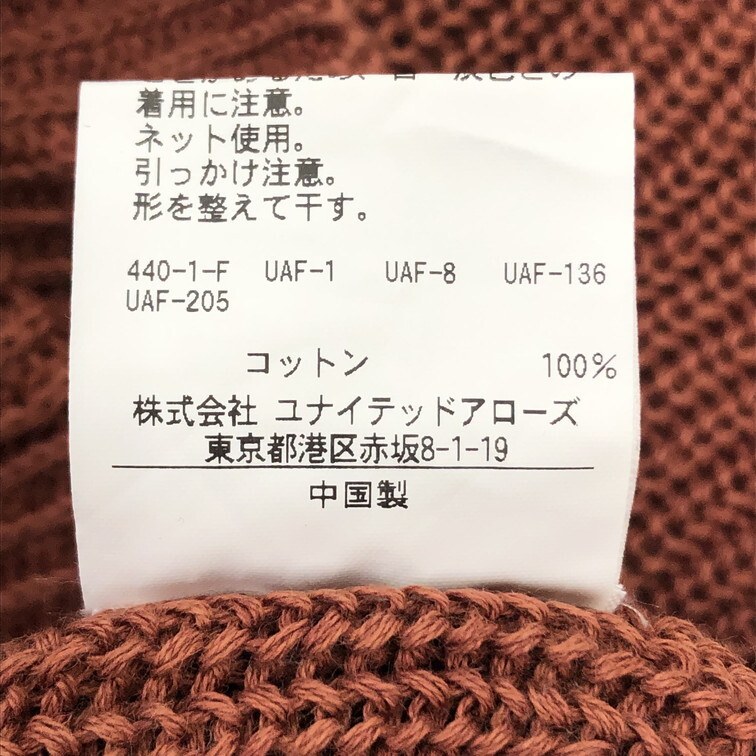 着用に注意。
ネット使用。
引っかけ注意。
形を整えて干す。
440-1-F UAF-1 UAF-8 UAF-136
UAF-205
コットン 100%
株式会社 ユナイテッドアローズ
東京都港区赤坂8-1-19
中国製